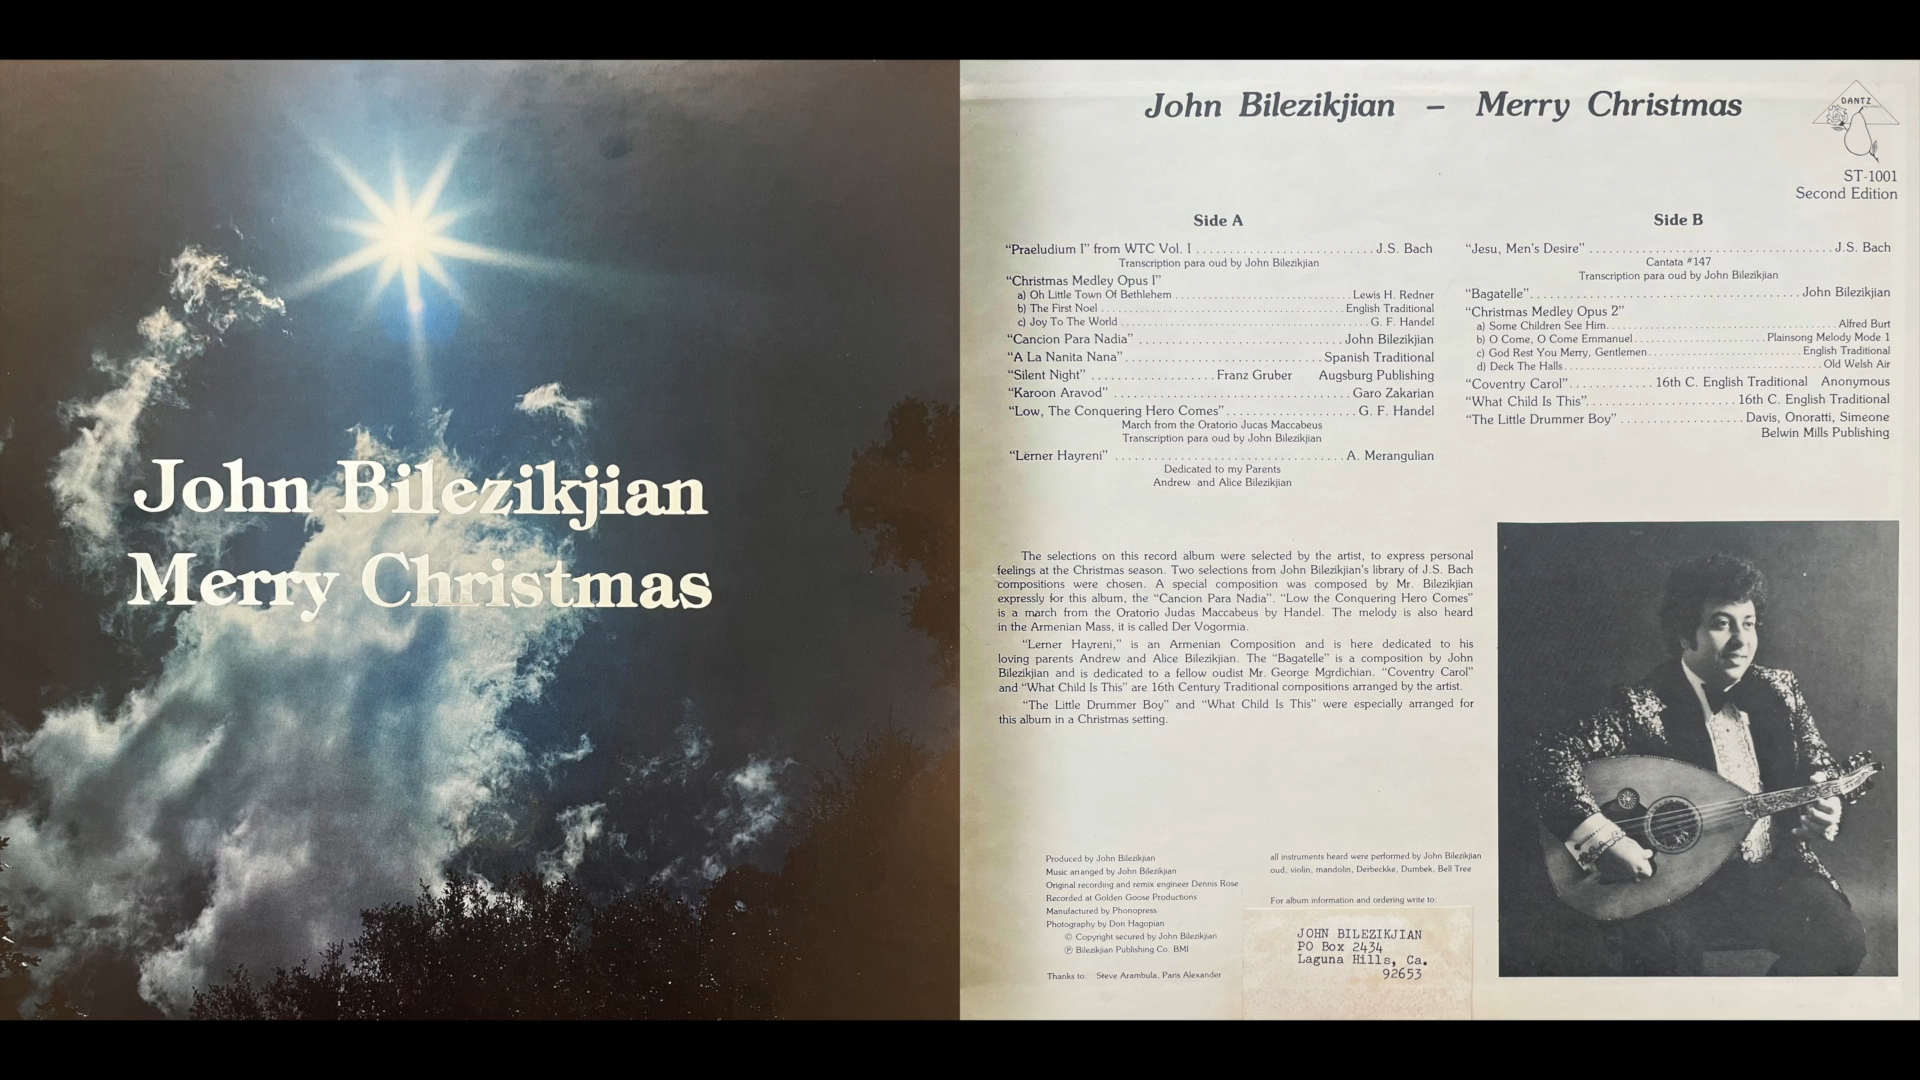 John Bilezikjian
Merry Christmas
John Bilezikjian – Merry Christmas
DANTZ
ST-1001
Second Edition
Side A
"Praeludium I" from WTC Vol. I J.S. Bach
Transcription para oud by John Bilezikjian
"Christmas Medley Opus I"
a) Oh Little Town Of Bethlehem Lewis H. Redner
b) The First Noel English Traditional
c) Joy To The World G. F. Handel
"Cancion Para Nadia" John Bilezikjian
"A La Nanita Nana" Spanish Traditional
"Silent Night" Franz Gruber Augsburg Publishing
"Karoon Aravod" Garo Zakarian
"Low, The Conquering Hero Comes" G. F. Handel
March from the Oratorio Jucas Maccabeus
Transcription para oud by John Bilezikjian
"Lerner Hayreni" A. Merangulian
Dedicated to my Parents
Andrew and Alice Bilezikjian
Side B
"Jesu, Men's Desire" J.S. Bach
Cantata #147
Transcription para oud by John Bilezikjian
"Bagatelle" John Bilezikjian
"Christmas Medley Opus 2"
a) Some Children See Him Alfred Burt
b) O Come, O Come Emmanuel Plainsong Melody Mode 1
c) God Rest You Merry, Gentlemen English Traditional
d) Deck The Halls Old Welsh Air
"Coventry Carol" 16th C. English Traditional Anonymous
"What Child Is This" 16th C. English Traditional
"The Little Drummer Boy" Davis, Onoratti, Simeone
Belwin Mills Publishing
The selections on this record album were selected by the artist, to express personal
feelings at the Christmas season. Two selections from John Bilezikjian's library of J.S. Bach
compositions were chosen. A special composition was composed by Mr. Bilezikjian
expressly for this album, the "Cancion Para Nadia". "Low the Conquering Hero Comes"
is a march from the Oratorio Judas Maccabeus by Handel. The melody is also heard
in the Armenian Mass, it is called Der Vogormia.
"Lerner Hayreni," is an Armenian Composition and is here dedicated to his
loving parents Andrew and Alice Bilezikjian. The "Bagatelle" is a composition by John
Bilezikjian and is dedicated to a fellow oudist Mr. George Mgrdichian. "Coventry Carol"
and "What Child Is This" are 16th Century Traditional compositions arranged by the artist.
"The Little Drummer Boy" and "What Child Is This" were especially arranged for
this album in a Christmas setting.
Produced by John Bilezikjian
Music arranged by John Bilezikjian
Original recording and remix engineer Dennis Rose
Recorded at Golden Goose Productions
Manufactured by Phonopress
Photography by Don Hagopian
© Copyright secured by John Bilezikjian
℗ Bilezikjian Publishing Co. BMI
Thanks to: Steve Arambula, Paris Alexander
all instruments heard were performed by John Bilezikjian
oud, violin, mandolin, Derbeckke, Dumbek, Bell Tree
For album information and ordering write to:
JOHN BILEZIKJIAN
PO Box 2434
Laguna Hills, Ca.
92653